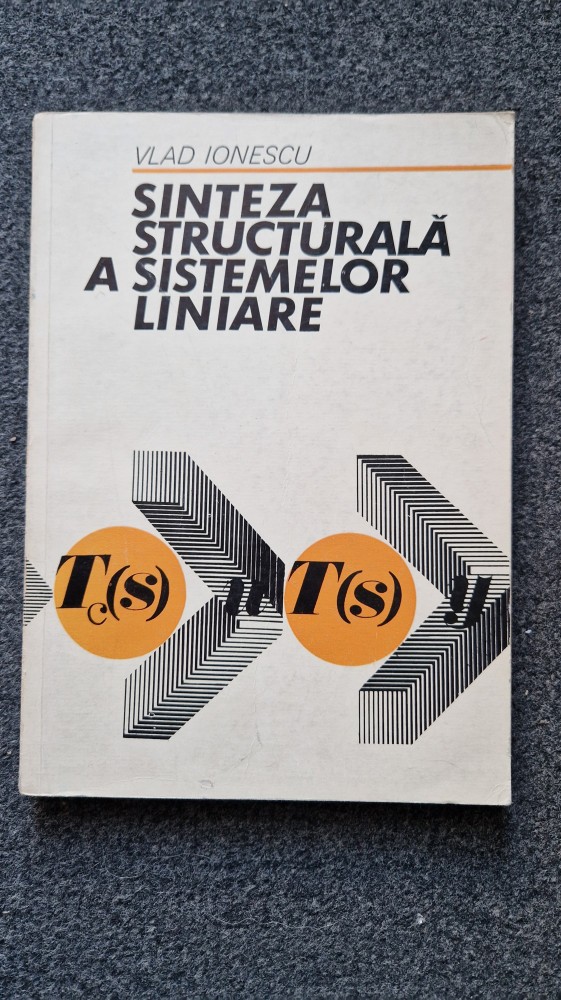 VLAD IONESCU
SINTEZA
STRUCTURALĂ
A SISTEMELOR
LINIARE
Tc(s) u T(s) y